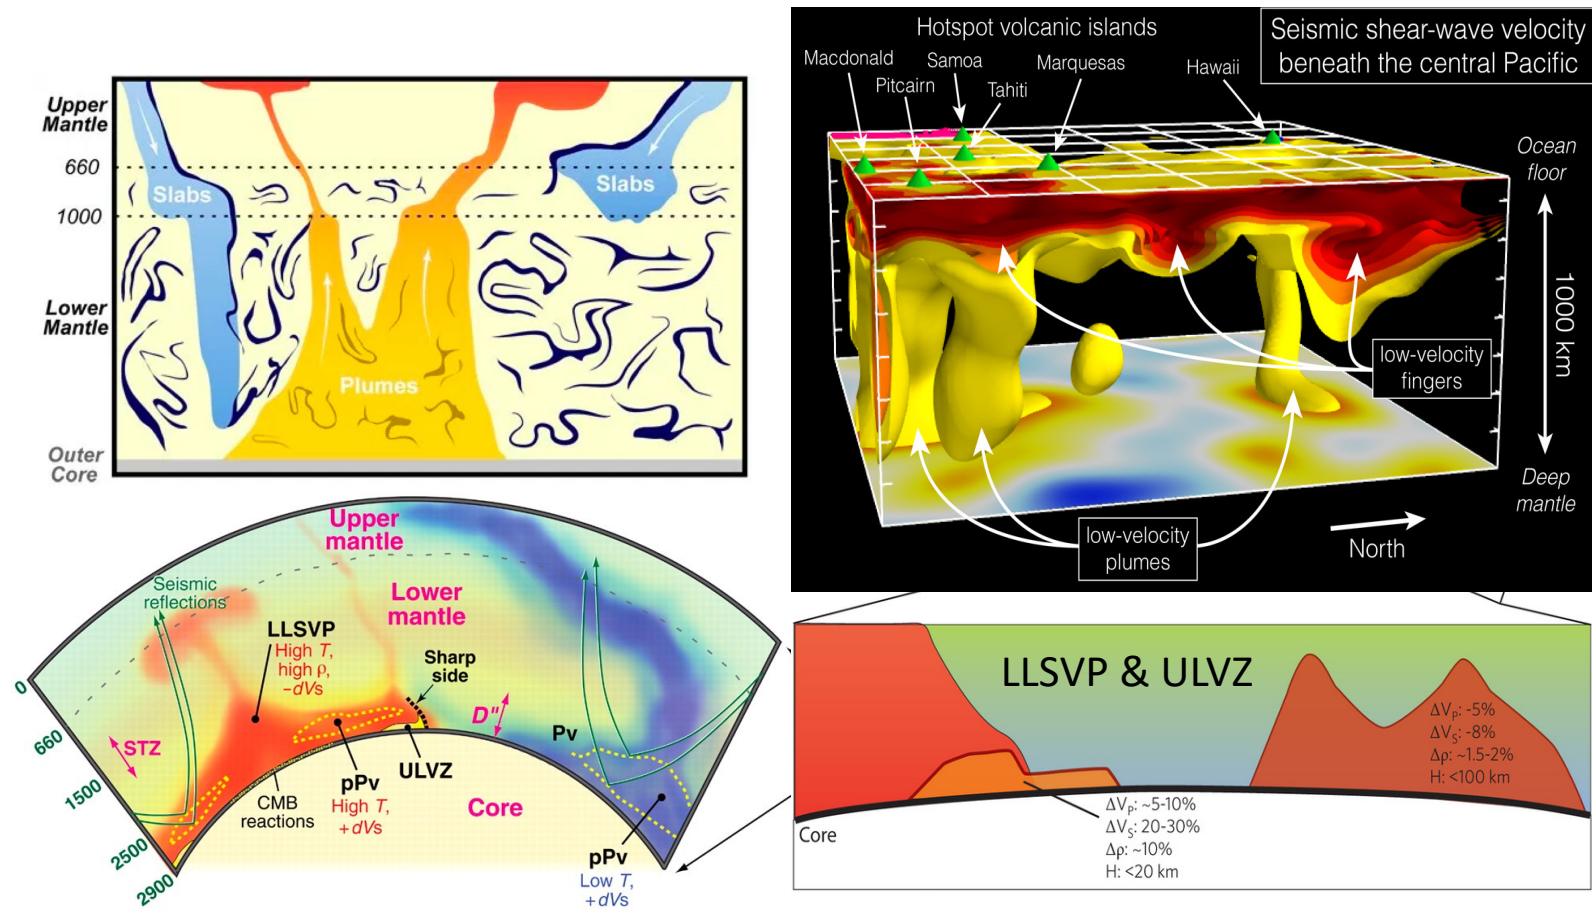 Upper
Mantle
660
Slabs
Slabs
1000
Lower
Mantle
Plumes
Outer
Core
Hotspot volcanic islands
Seismic shear-wave velocity
beneath the central Pacific
Macdonald
Samoa
Marquesas
Hawaii
Pitcairn
Tahiti
Ocean
floor
1000 km
low-velocity
fingers
Deep
mantle
low-velocity
plumes
North
Upper
mantle
Seismic
reflections
Lower
mantle
LLSVP
High T,
high ρ,
-dVs
Sharp
side
0
D"
STZ
660
Pv
ULVZ
pPv
High T,
+dVs
1500
CMB
reactions
Core
2500
2900
pPv
Low T,
+dVs
LLSVP & ULVZ
ΔVP: -5%
ΔVS: -8%
Δρ: ~1.5-2%
H: <100 km
ΔVP: ~5-10%
ΔVS: 20-30%
Δρ: ~10%
H: <20 km
Core